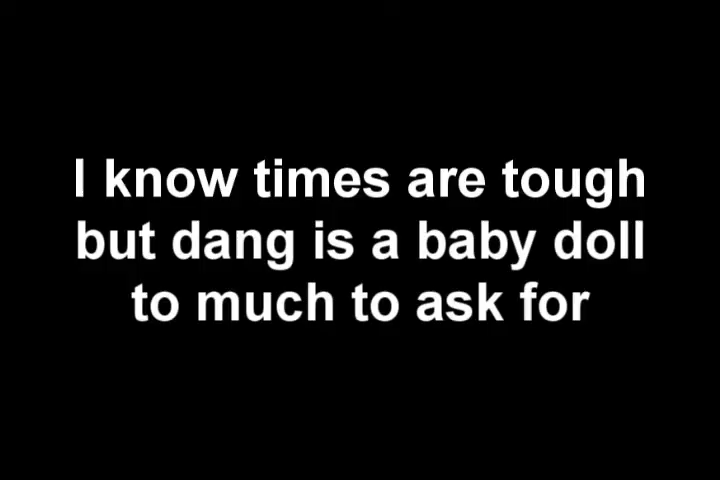 I know times are tough
but dang is a baby doll
to much to ask for